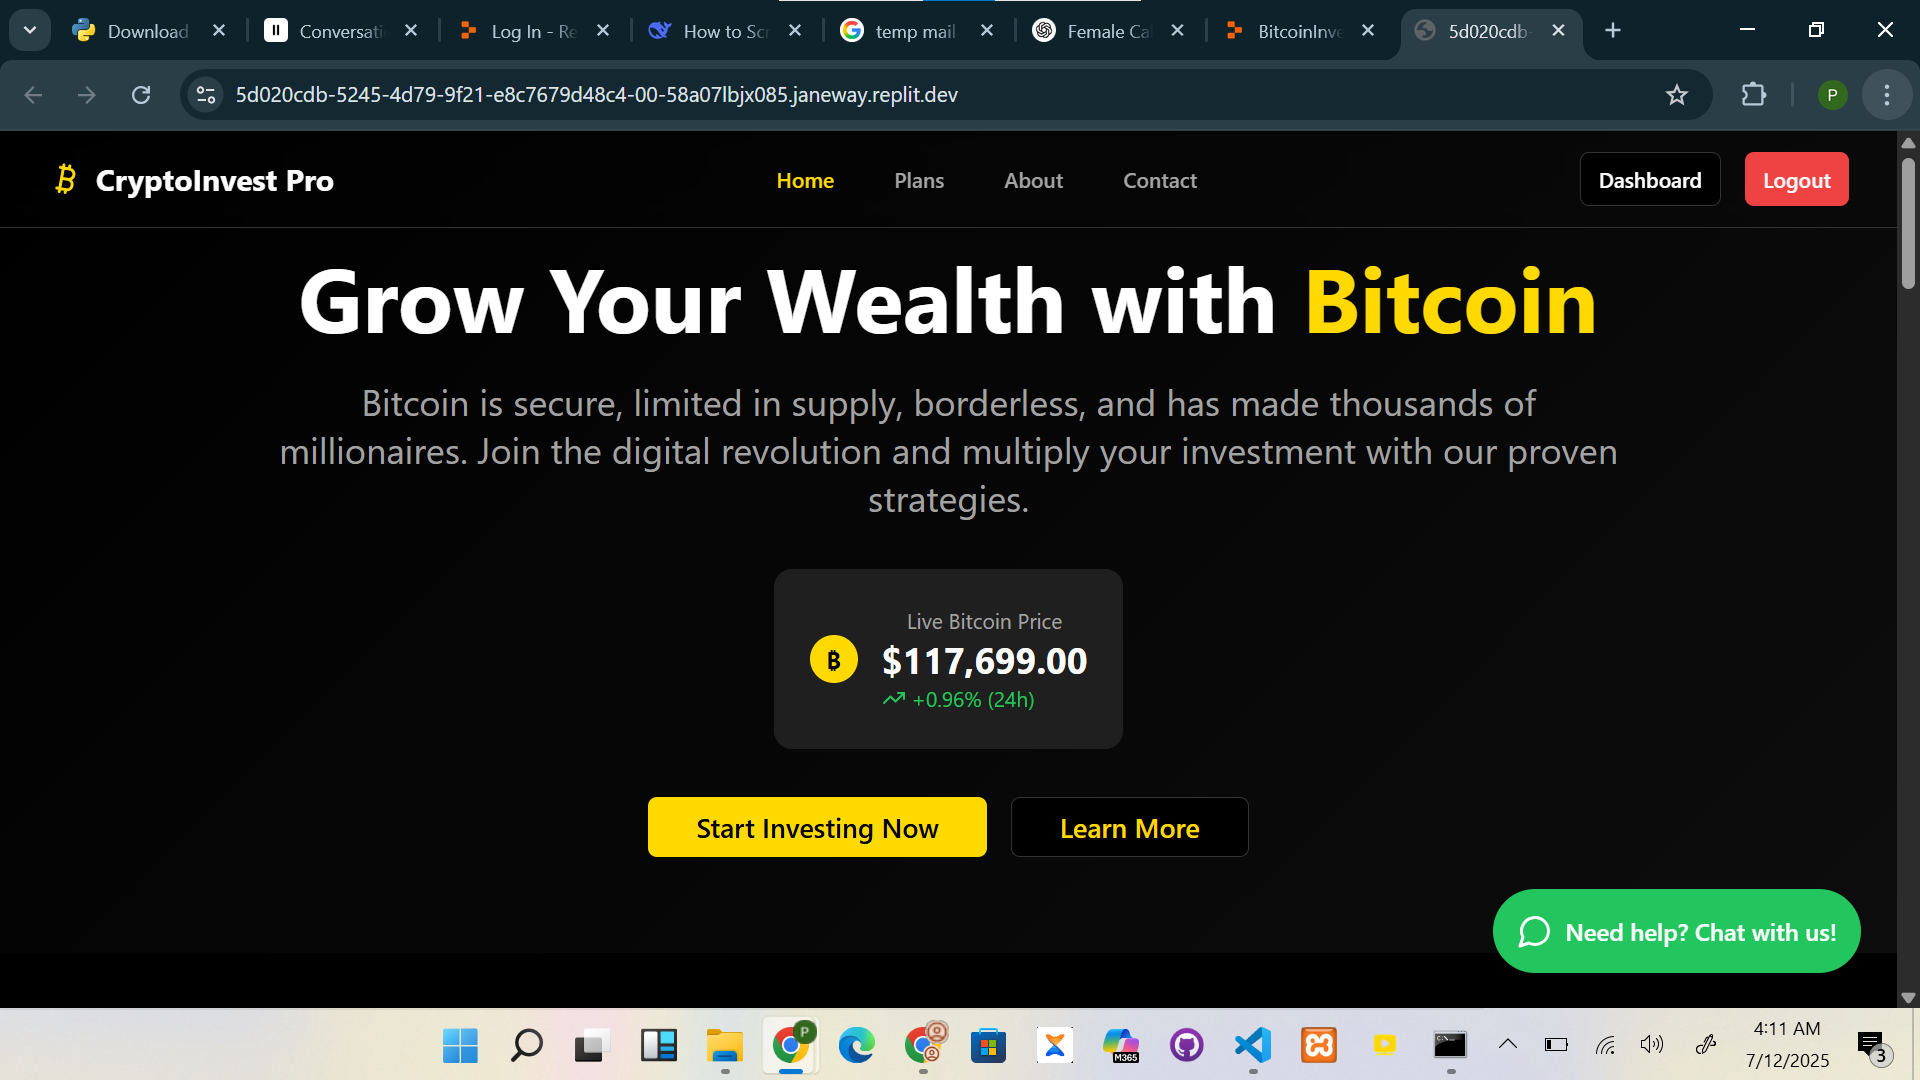 Download
Conversati
Log In - Re
How to Scr
temp mail
Female Cal
BitcoinInve
5d020cdb-
5d020cdb-5245-4d79-9f21-e8c7679d48c4-00-58a07lbjx085.janeway.replit.dev
P
CryptoInvest Pro
Home
Plans
About
Contact
Dashboard
Logout
Grow Your Wealth with Bitcoin
Bitcoin is secure, limited in supply, borderless, and has made thousands of
millionaires. Join the digital revolution and multiply your investment with our proven
strategies.
Live Bitcoin Price
$117,699.00
+0.96% (24h)
Start Investing Now
Learn More
Need help? Chat with us!
P
M365
4:11 AM
7/12/2025
3